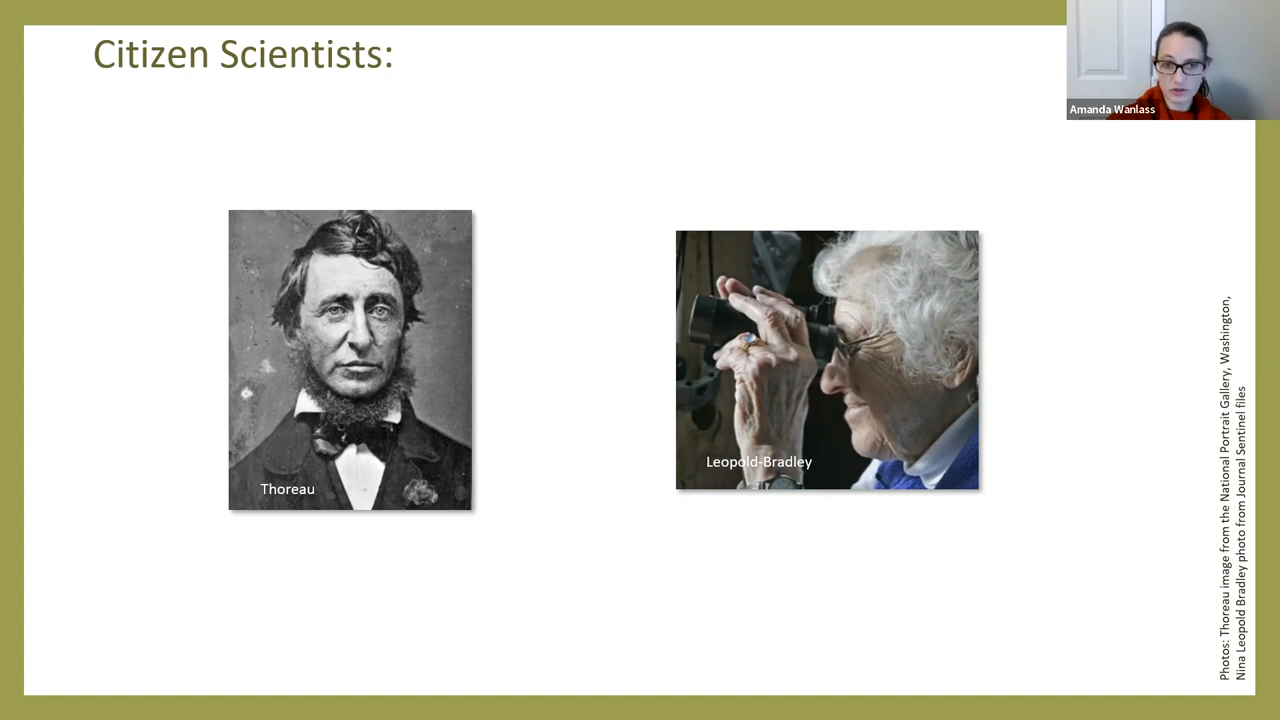 Citizen Scientists:
Amanda Wanlass
Thoreau
Leopold-Bradley
Photos: Thoreau image from the National Portrait Gallery, Washington,
Nina Leopold Bradley photo from Journal Sentinel files